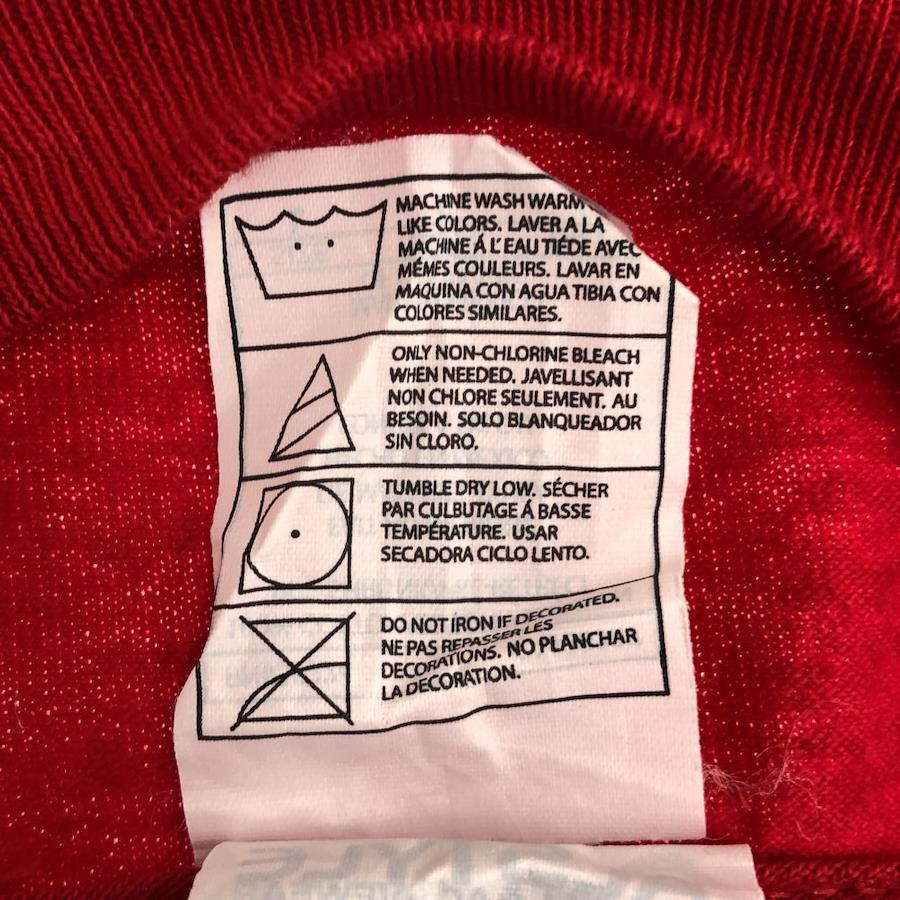 MACHINE WASH WARM
LIKE COLORS. LAVER A LA
MACHINE Á L'EAU TIÉDE AVEC
MÉMES COULEURS. LAVAR EN
MAQUINA CON AGUA TIBIA CON
COLORES SIMILARES.
ONLY NON-CHLORINE BLEACH
WHEN NEEDED. JAVELLISANT
NON CHLORE SEULEMENT. AU
BESOIN. SOLO BLANQUEADOR
SIN CLORO.
TUMBLE DRY LOW. SÉCHER
PAR CULBUTAGE Á BASSE
TEMPÉRATURE. USAR
SECADORA CICLO LENTO.
DO NOT IRON IF DECORATED.
NE PAS REPASSER LES
DECORATIONS. NO PLANCHAR
LA DECORATION.